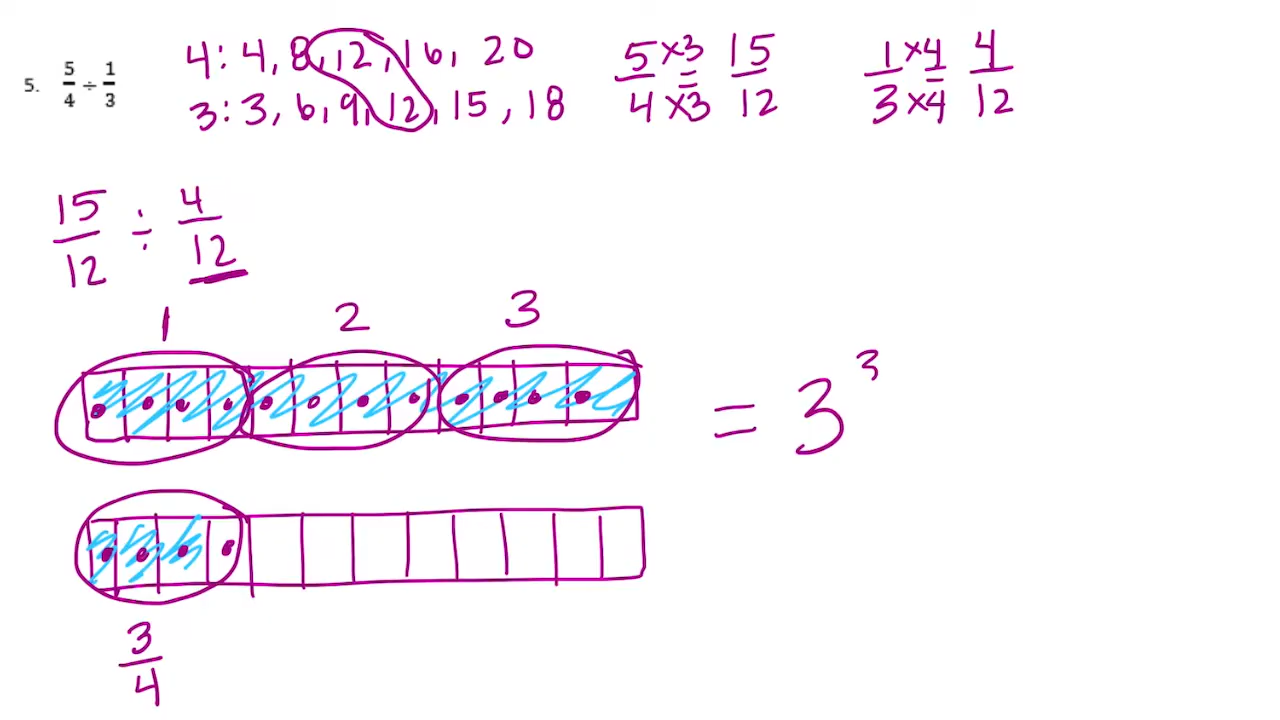 5. 5/4 ÷ 1/3
4: 4, 8, 12, 16, 20
3: 3, 6, 9, 12, 15, 18
5/4 ×3/×3 = 15/12
1/3 ×4/×4 = 4/12
15/12 ÷ 4/12
1 2 3
= 3 3
3/4